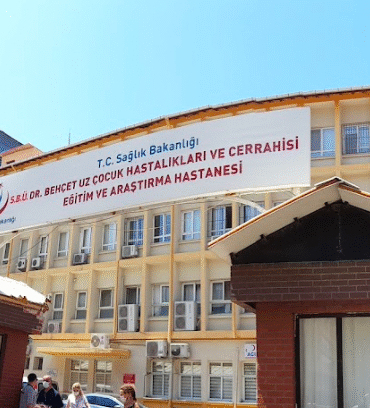 T.C. Sağlık Bakanlığı
S.B.Ü. DR. BEHÇET UZ ÇOCUK HASTALIKLARI VE CERRAHİSİ
EĞİTİM VE ARAŞTIRMA HASTANESİ